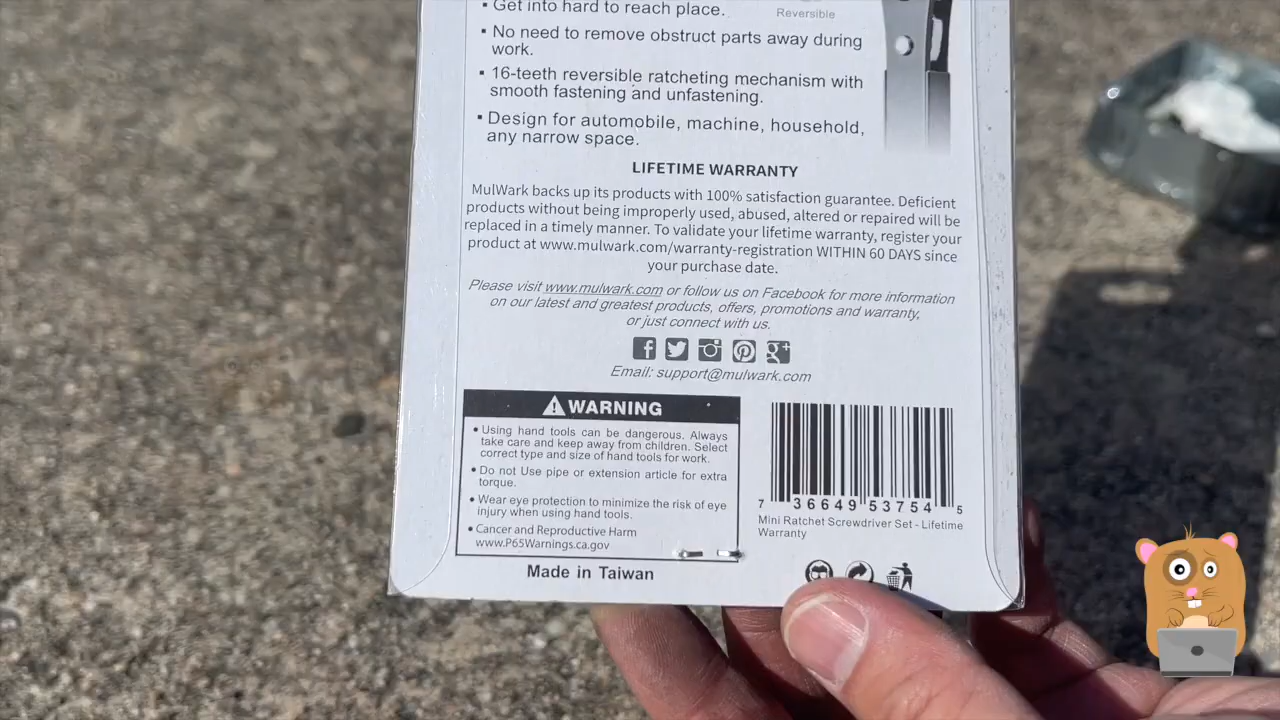 ▪ Get into hard to reach place.
Reversible
▪ No need to remove obstruct parts away during
work.
▪ 16-teeth reversible ratcheting mechanism with
smooth fastening and unfastening.
▪ Design for automobile, machine, household,
any narrow space.
LIFETIME WARRANTY
MulWark backs up its products with 100% satisfaction guarantee. Deficient
products without being improperly used, abused, altered or repaired will be
replaced in a timely manner. To validate your lifetime warranty, register your
product at www.mulwark.com/warranty-registration WITHIN 60 DAYS since
your purchase date.
Please visit www.mulwark.com or follow us on Facebook for more information
on our latest and greatest products, offers, promotions and warranty,
or just connect with us.
Email: support@mulwark.com
WARNING
• Using hand tools can be dangerous. Always
take care and keep away from children. Select
correct type and size of hand tools for work.
• Do not Use pipe or extension article for extra
torque.
• Wear eye protection to minimize the risk of eye
injury when using hand tools.
• Cancer and Reproductive Harm
www.P65Warnings.ca.gov
7 36649 53754 5
Mini Ratchet Screwdriver Set - Lifetime
Warranty
Made in Taiwan